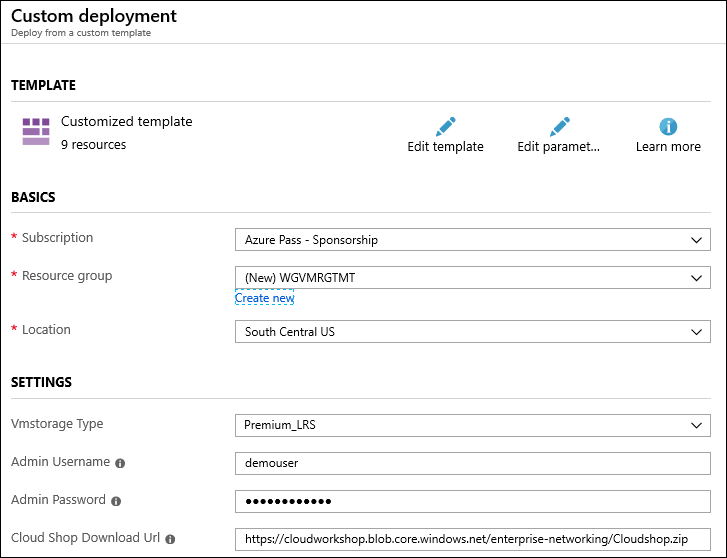 Custom deployment
Deploy from a custom template
TEMPLATE
Customized template
9 resources
Edit template
Edit paramet...
Learn more
BASICS
* Subscription
Azure Pass - Sponsorship
* Resource group
(New) WGVMRGTMT
Create new
* Location
South Central US
SETTINGS
Vmstorage Type
Premium_LRS
Admin Username
demouser
Admin Password
●●●●●●●●●●●●
Cloud Shop Download Url
https://cloudworkshop.blob.core.windows.net/enterprise-networking/Cloudshop.zip